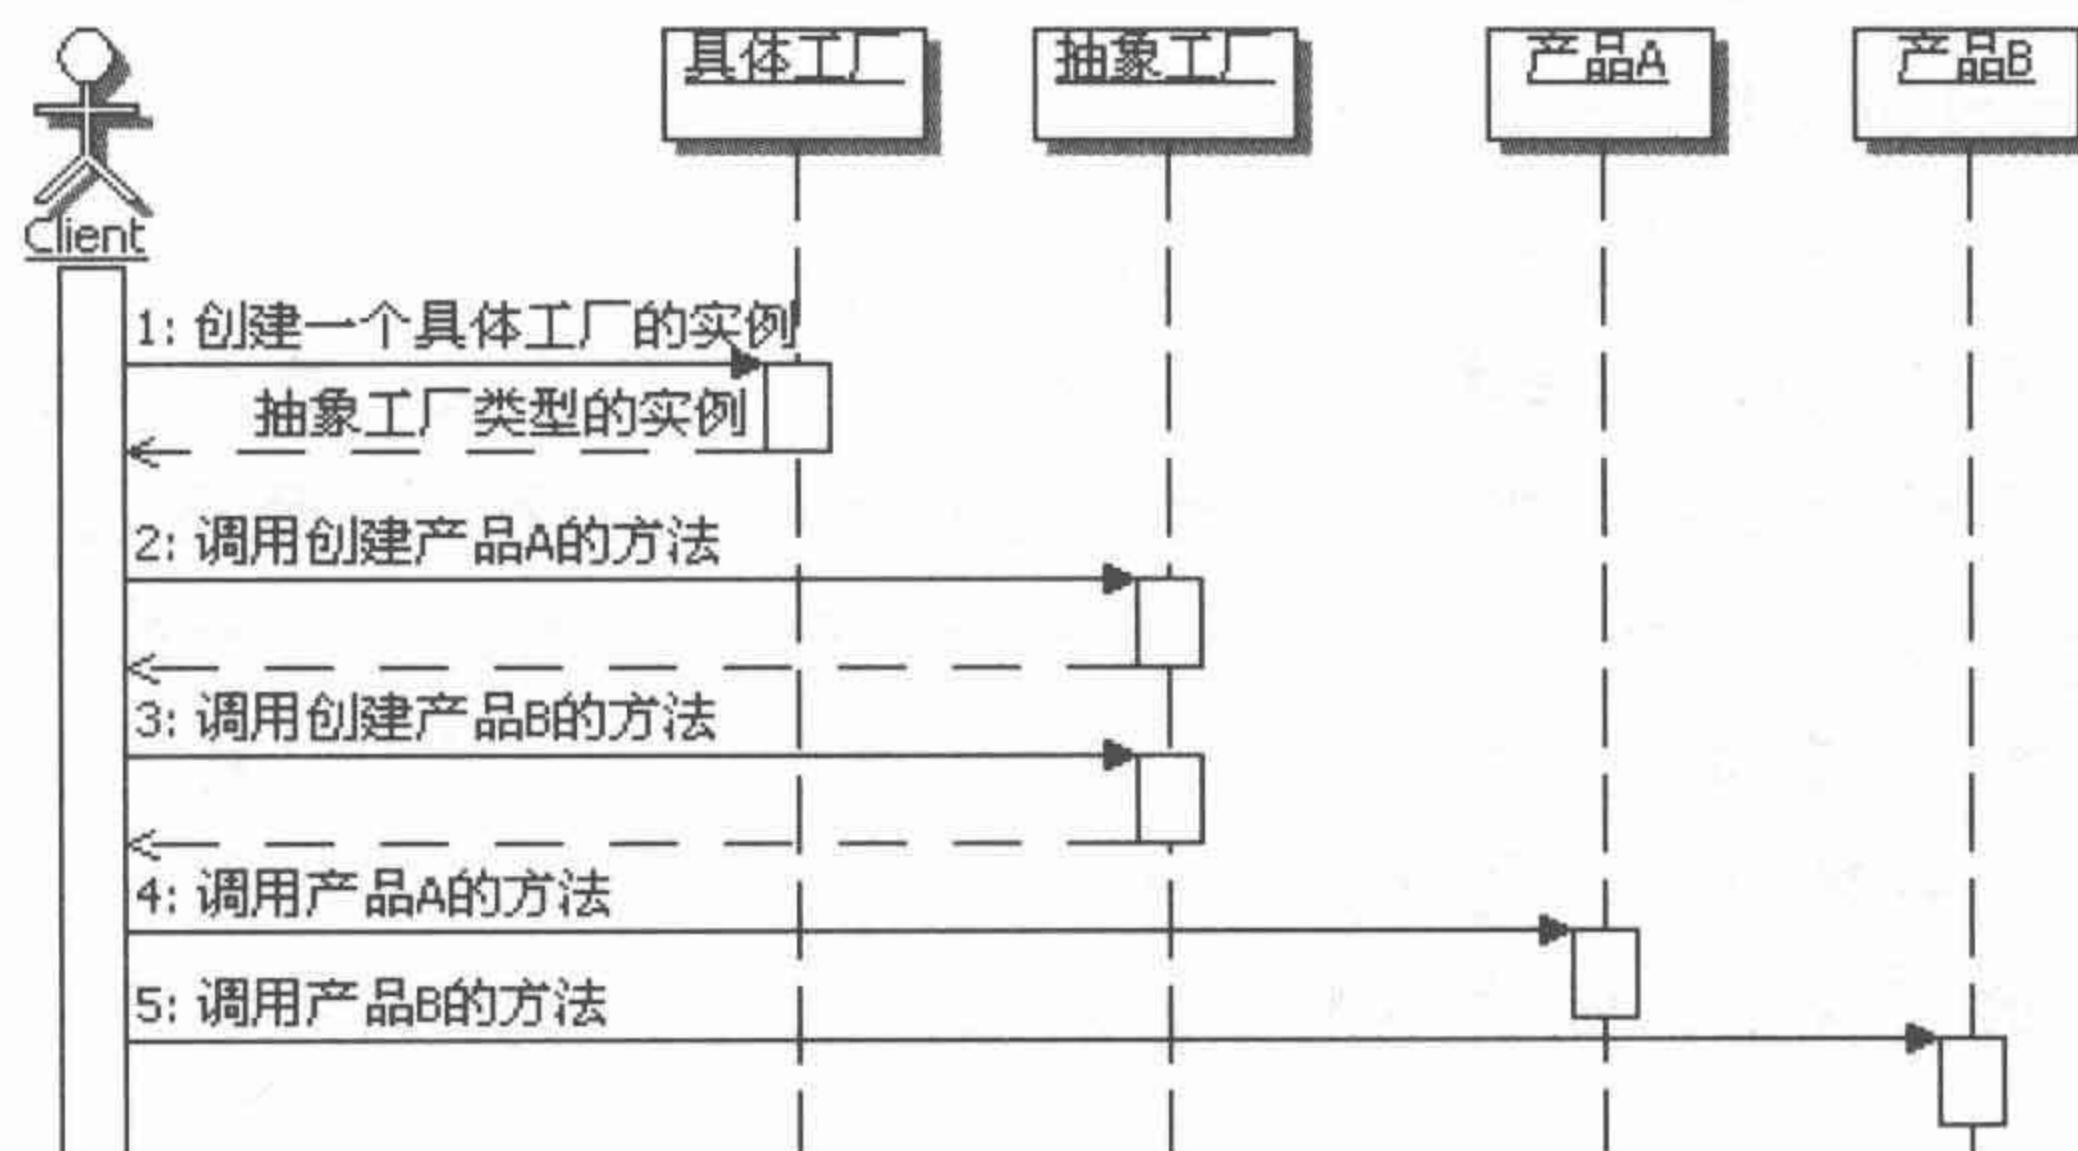 具体工厂
抽象工厂
产品A
产品B
Client
1: 创建一个具体工厂的实例
抽象工厂类型的实例
2: 调用创建产品A的方法
3: 调用创建产品B的方法
4: 调用产品A的方法
5: 调用产品B的方法